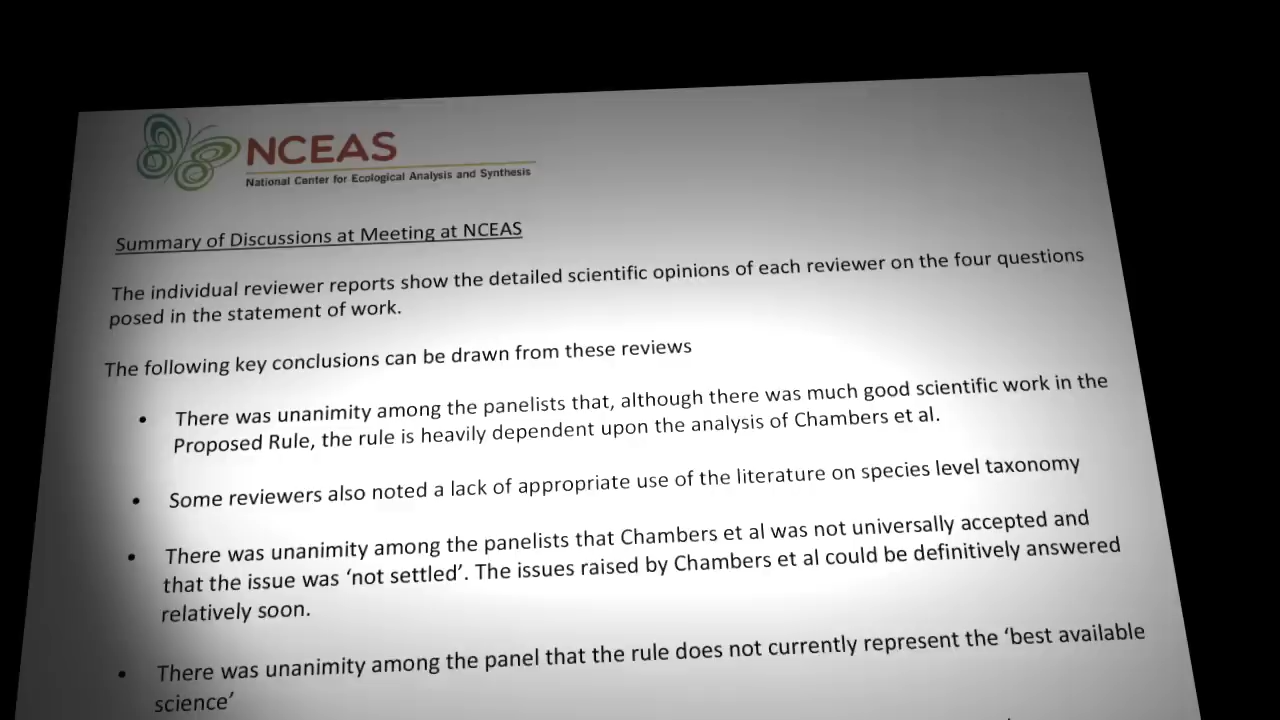 NCEAS
National Center for Ecological Analysis and Synthesis
Summary of Discussions at Meeting at NCEAS
The individual reviewer reports show the detailed scientific opinions of each reviewer on the four questions
posed in the statement of work.
The following key conclusions can be drawn from these reviews
• There was unanimity among the panelists that, although there was much good scientific work in the
Proposed Rule, the rule is heavily dependent upon the analysis of Chambers et al.
• Some reviewers also noted a lack of appropriate use of the literature on species level taxonomy
• There was unanimity among the panelists that Chambers et al was not universally accepted and
that the issue was ‘not settled’. The issues raised by Chambers et al could be definitively answered
relatively soon.
• There was unanimity among the panel that the rule does not currently represent the ‘best available
science’